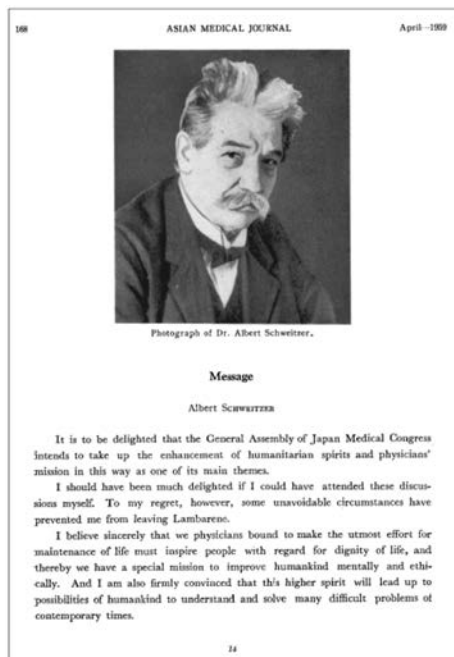 168 ASIAN MEDICAL JOURNAL April—1959
Photograph of Dr. Albert Schweitzer.
Message
Albert SCHWEITZER
It is to be delighted that the General Assembly of Japan Medical Congress
intends to take up the enhancement of humanitarian spirits and physicians'
mission in this way as one of its main themes.
I should have been much delighted if I could have attended these discus-
sions myself. To my regret, however, some unavoidable circumstances have
prevented me from leaving Lambarene.
I believe sincerely that we physicians bound to make the utmost effort for
maintenance of life must inspire people with regard for dignity of life, and
thereby we have a special mission to improve humankind mentally and ethi-
cally. And I am also firmly convinced that this higher spirit will lead up to
possibilities of humankind to understand and solve many difficult problems of
contemporary times.
14